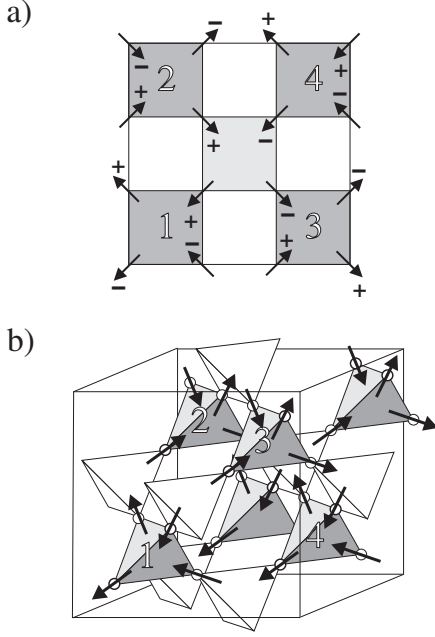 a)
− +
− 2 4 +
+ −
+ −
+ −
1 + − 3
− +
− +
b)
2
3
4
1